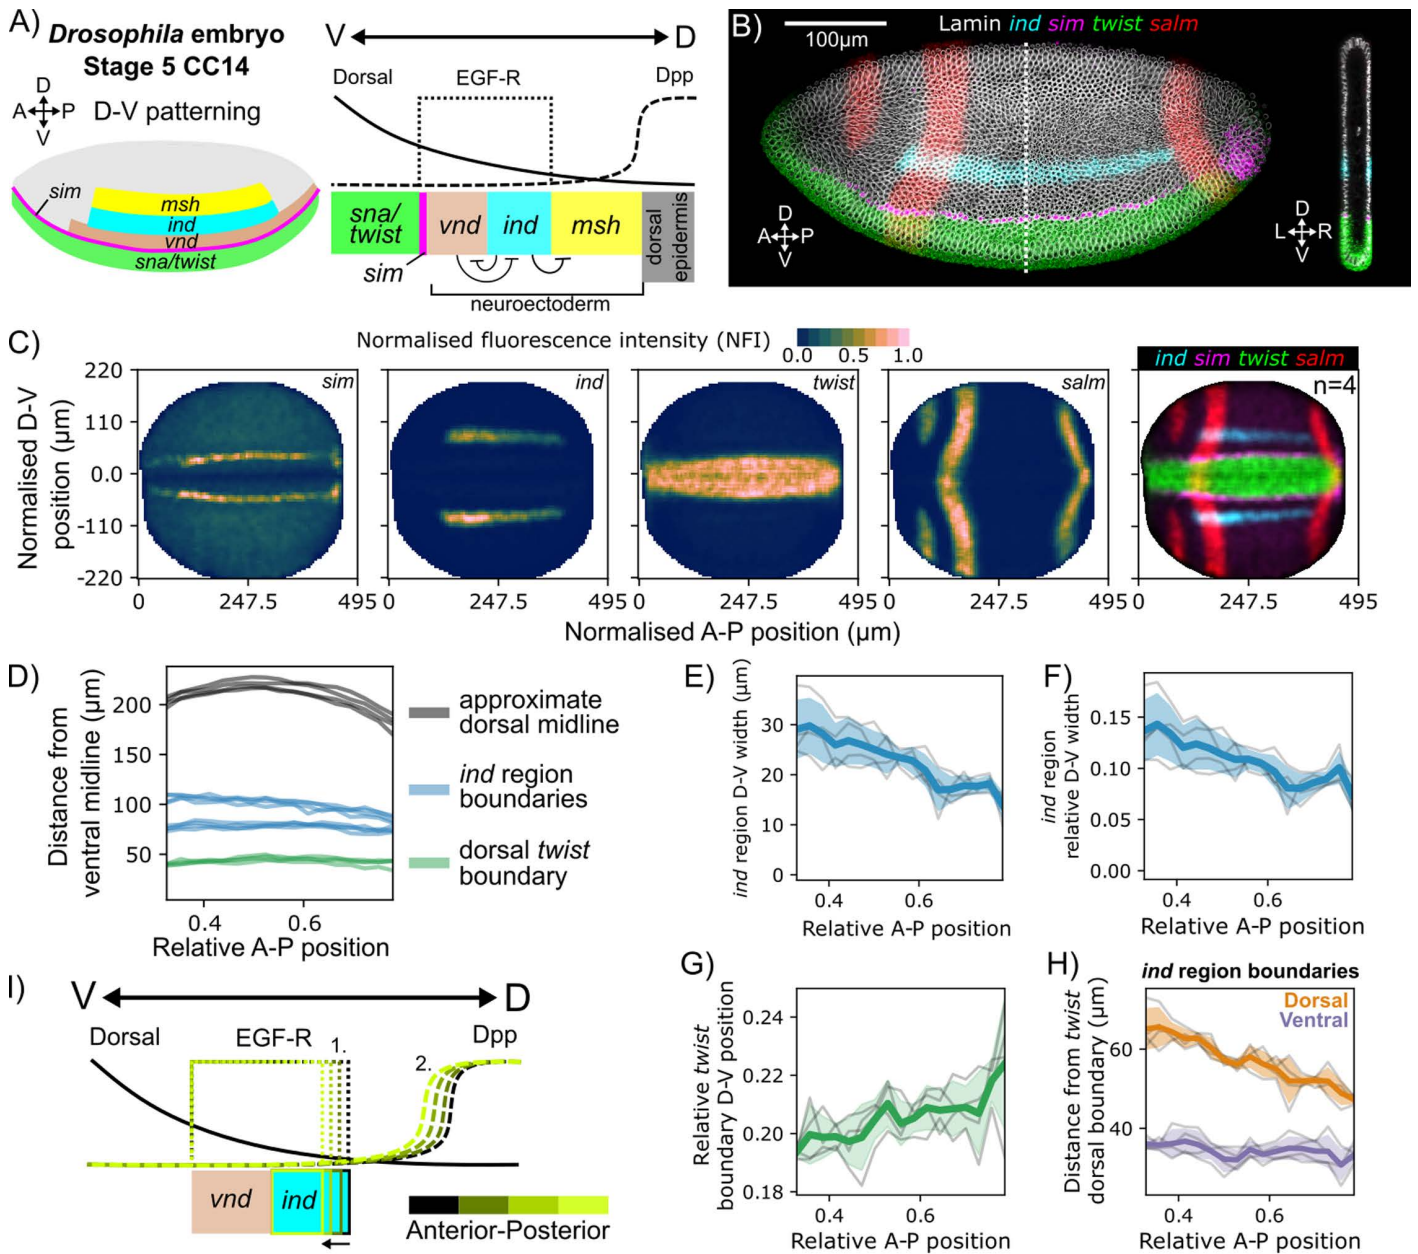 A)
Drosophila embryo
Stage 5 CC14
D
A P
V
D-V patterning
sim
msh
ind
vnd
sna/twist
V D
Dorsal
EGF-R
Dpp
sna/
twist
vnd
ind
msh
dorsal
epidermis
sim
neuroectoderm
B)
100µm
Lamin ind sim twist salm
D
A P
V
D
L R
V
C)
Normalised fluorescence intensity (NFI)
0.0 0.5 1.0
Normalised D-V
position (µm)
220
110
0.0
-110
-220
sim
ind
twist
salm
ind sim twist salm
n=4
0 247.5 495
0 247.5 495
0 247.5 495
0 247.5 495
0 247.5 495
Normalised A-P position (µm)
D)
Distance from
ventral midline (µm)
200
150
100
50
0.4 0.6
Relative A-P position
approximate
dorsal midline
ind region
boundaries
dorsal twist
boundary
E)
ind region D-V width (µm)
30
20
10
0
0.4 0.6
Relative A-P position
F)
ind region
relative D-V width
0.15
0.10
0.05
0.00
0.4 0.6
Relative A-P position
G)
Relative twist
boundary D-V position
0.24
0.22
0.20
0.18
0.4 0.6
Relative A-P position
H)
ind region boundaries
Dorsal
Ventral
Distance from twist
dorsal boundary (µm)
60
40
0.4 0.6
Relative A-P position
I)
V D
Dorsal
EGF-R
1.
2.
Dpp
vnd
ind
Anterior-Posterior